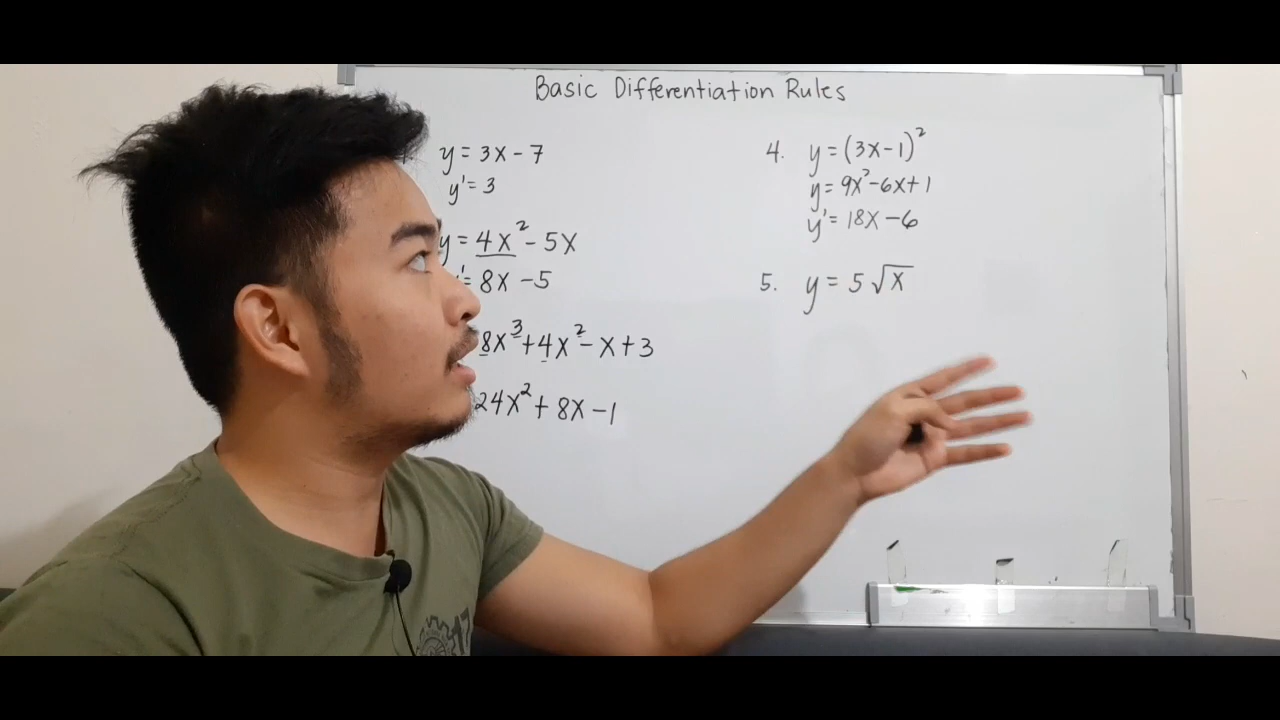 Basic Differentiation Rules
y = 3x - 7
y' = 3
y = 4x² - 5x
y' = 8x - 5
8x³ + 4x² - x + 3
24x² + 8x - 1
4. y = (3x - 1)²
y = 9x² - 6x + 1
y' = 18x - 6
5. y = 5√x
17